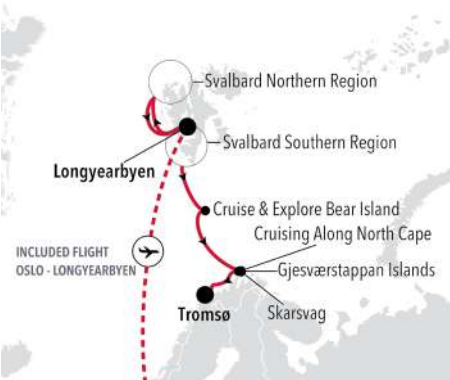 Svalbard Northern Region
Longyearbyen
Svalbard Southern Region
Cruise & Explore Bear Island
Cruising Along North Cape
INCLUDED FLIGHT
OSLO - LONGYEARBYEN
Gjesværstappan Islands
Tromsø
Skarsvag